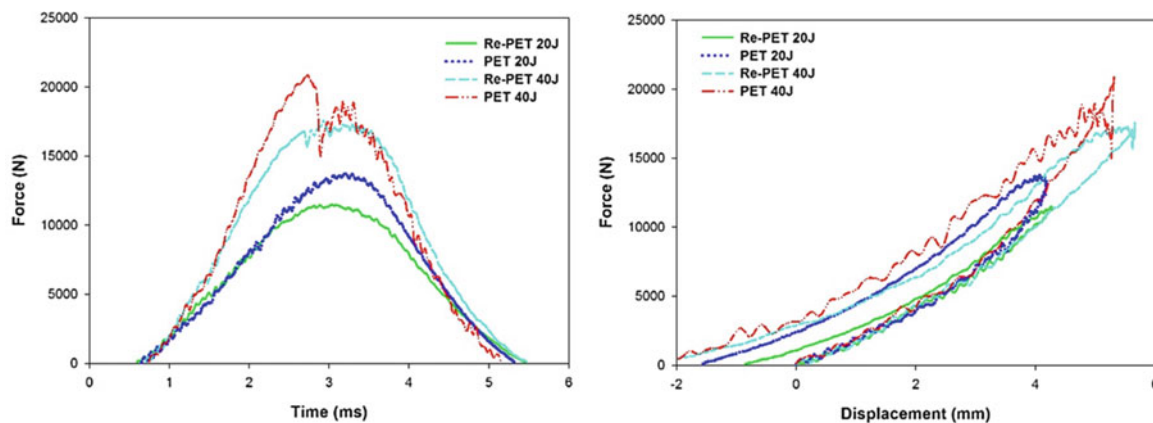 25000
20000
15000
10000
5000
0
Force (N)
0 1 2 3 4 5 6
Time (ms)
Re-PET 20J
PET 20J
Re-PET 40J
PET 40J
25000
20000
15000
10000
5000
0
Force (N)
-2 0 2 4 6
Displacement (mm)
Re-PET 20J
PET 20J
Re-PET 40J
PET 40J